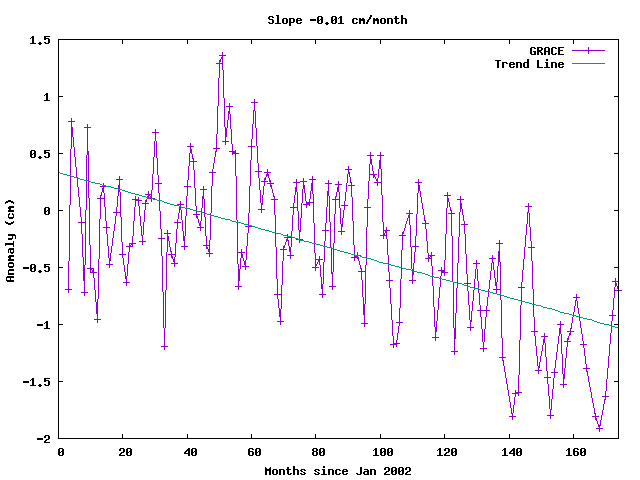 Slope -0.01 cm/month
GRACE
Trend Line
1.5
1
0.5
0
-0.5
-1
-1.5
-2
Anomaly (cm)
0 20 40 60 80 100 120 140 160
Months since Jan 2002